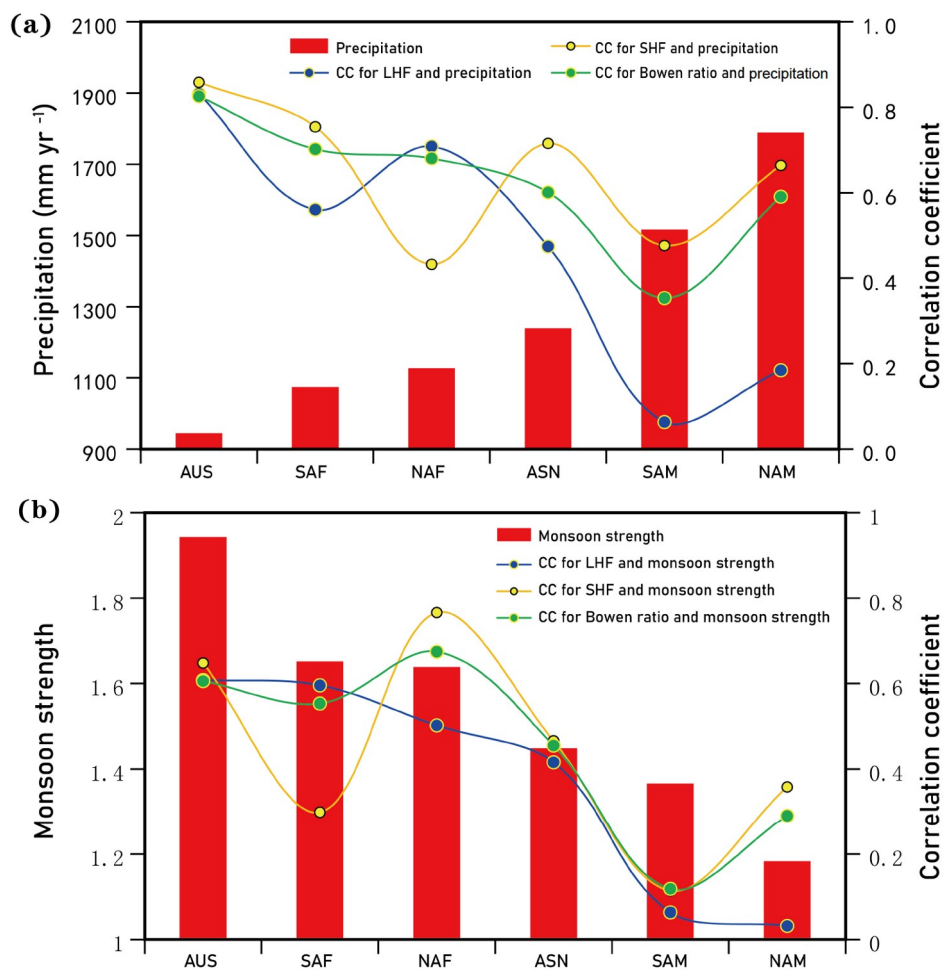 (a)
2100
1900
1700
1500
1300
1100
900
Precipitation (mm yr -1)
Precipitation
CC for LHF and precipitation
CC for SHF and precipitation
CC for Bowen ratio and precipitation
1.0
0.8
0.6
0.4
0.2
0.0
Correlation coefficient
AUS SAF NAF ASN SAM NAM
(b)
2
1.8
1.6
1.4
1.2
1
Monsoon strength
Monsoon strength
CC for LHF and monsoon strength
CC for SHF and monsoon strength
CC for Bowen ratio and monsoon strength
1
0.8
0.6
0.4
0.2
0
Correlation coefficient
AUS SAF NAF ASN SAM NAM